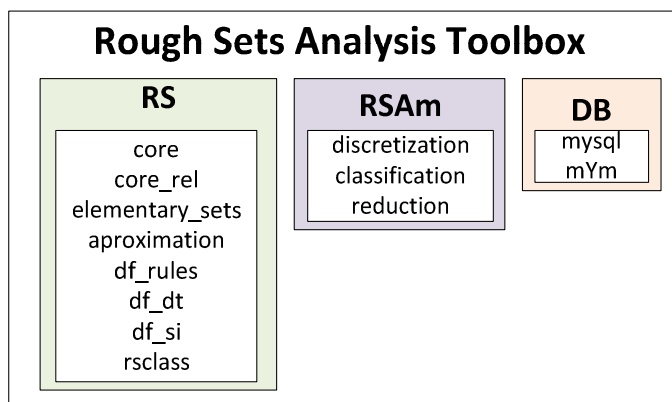 Rough Sets Analysis Toolbox
RS
core
core_rel
elementary_sets
aproximation
df_rules
df_dt
df_si
rsclass
RSAm
discretization
classification
reduction
DB
mysql
mYm